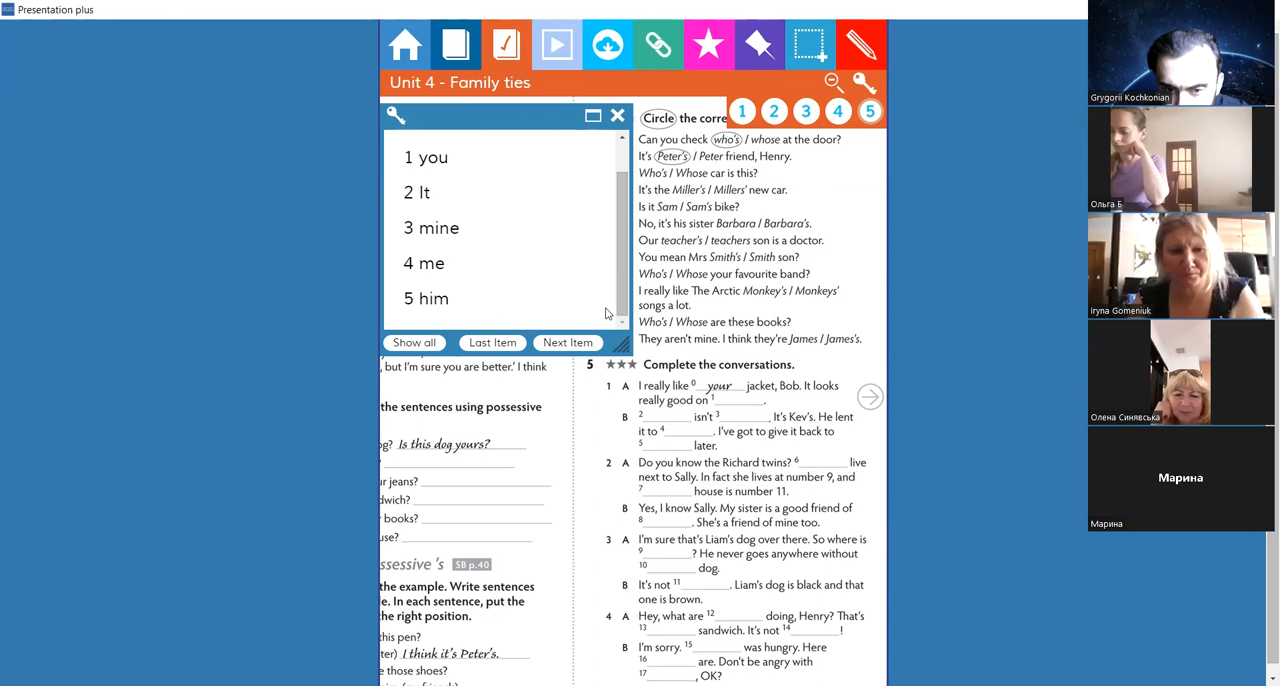 Presentation plus
Unit 4 - Family ties
1 2 3 4 5
1 you
2 It
3 mine
4 me
5 him
Show all Last Item Next Item
, but I'm sure you are better.' I think
the sentences using possessive
og? Is this dog yours?
?
ur jeans?
dwich?
books?
use?
ssessive 's SB p.40
the example. Write sentences
le. In each sentence, put the
the right position.
this pen?
ter) I think it's Peter's.
e those shoes?
Circle the corre
Can you check who's / whose at the door?
It's Peter's / Peter friend, Henry.
Who's / Whose car is this?
It's the Miller's / Millers' new car.
Is it Sam / Sam's bike?
No, it's his sister Barbara / Barbara's.
Our teacher's / teachers son is a doctor.
You mean Mrs Smith's / Smith son?
Who's / Whose your favourite band?
I really like The Arctic Monkey's / Monkeys'
songs a lot.
Who's / Whose are these books?
They aren't mine. I think they're James / James's.
5 ★★★ Complete the conversations.
1 A I really like 0 your jacket, Bob. It looks
really good on 1 .
B 2 isn't 3 . It's Kev's. He lent
it to 4 . I've got to give it back to
5 later.
2 A Do you know the Richard twins? 6 live
next to Sally. In fact she lives at number 9, and
7 house is number 11.
B Yes, I know Sally. My sister is a good friend of
8 . She's a friend of mine too.
3 A I'm sure that's Liam's dog over there. So where is
9 ? He never goes anywhere without
10 dog.
B It's not 11 . Liam's dog is black and that
one is brown.
4 A Hey, what are 12 doing, Henry? That's
13 sandwich. It's not 14 !
B I'm sorry. 15 was hungry. Here
16 are. Don't be angry with
17 , OK?
Grygorii Kochkonian
Ольга Б
Iryna Gomeniuk
Олена Синявська
Марина
Марина